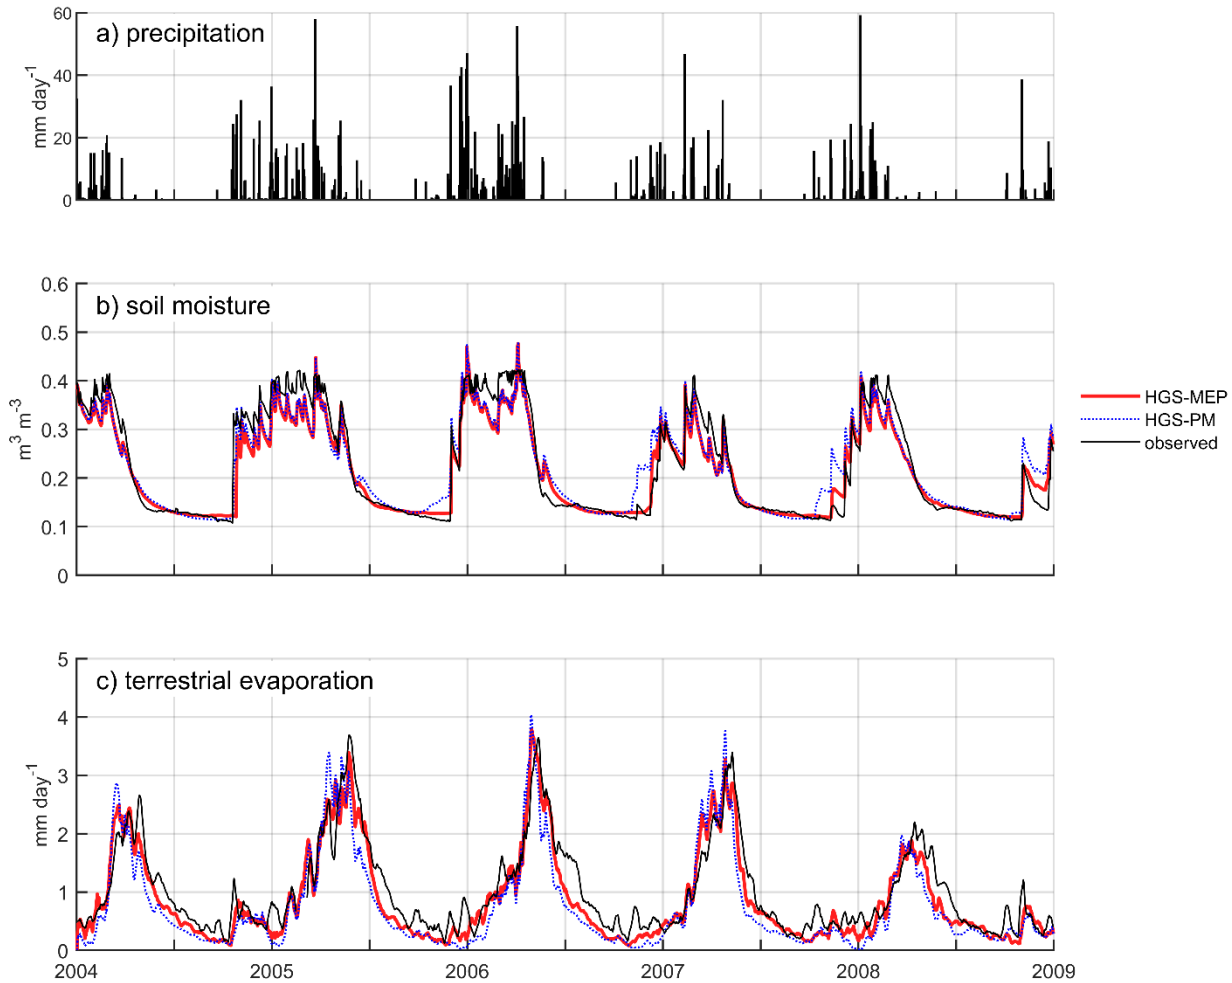 a) precipitation
60
40
20
0
mm day-1
b) soil moisture
0.6
0.5
0.4
0.3
0.2
0.1
0
m3 m-3
HGS-MEP
HGS-PM
observed
c) terrestrial evaporation
5
4
3
2
1
0
mm day-1
2004 2005 2006 2007 2008 2009